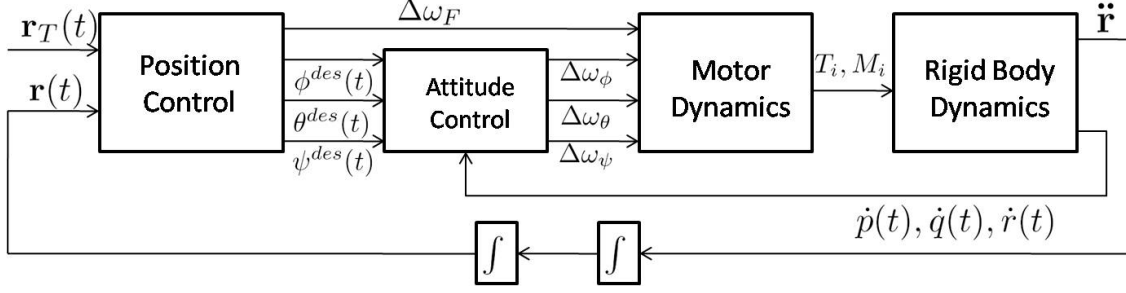 𝐫_T(t)
𝐫(t)
Position
Control
Δω_F
ϕ^{des}(t)
θ^{des}(t)
ψ^{des}(t)
Attitude
Control
Δω_ϕ
Δω_θ
Δω_ψ
Motor
Dynamics
T_i, M_i
Rigid Body
Dynamics
𝐫̈
ṗ(t), q̇(t), ṙ(t)
∫
∫